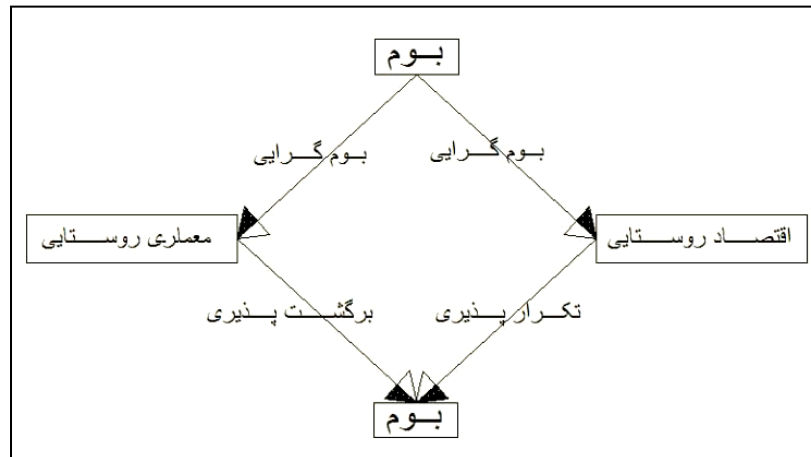 بوم
بوم گرایی
بوم گرایی
اقتصاد روستایی
معماری روستایی
تکرار پذیری
برگشت پذیری
بوم